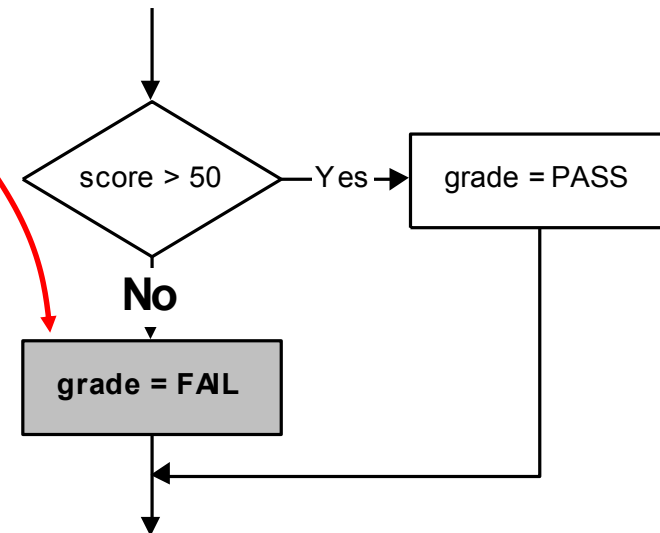 score > 50
Yes
grade = PASS
No
grade = FAIL